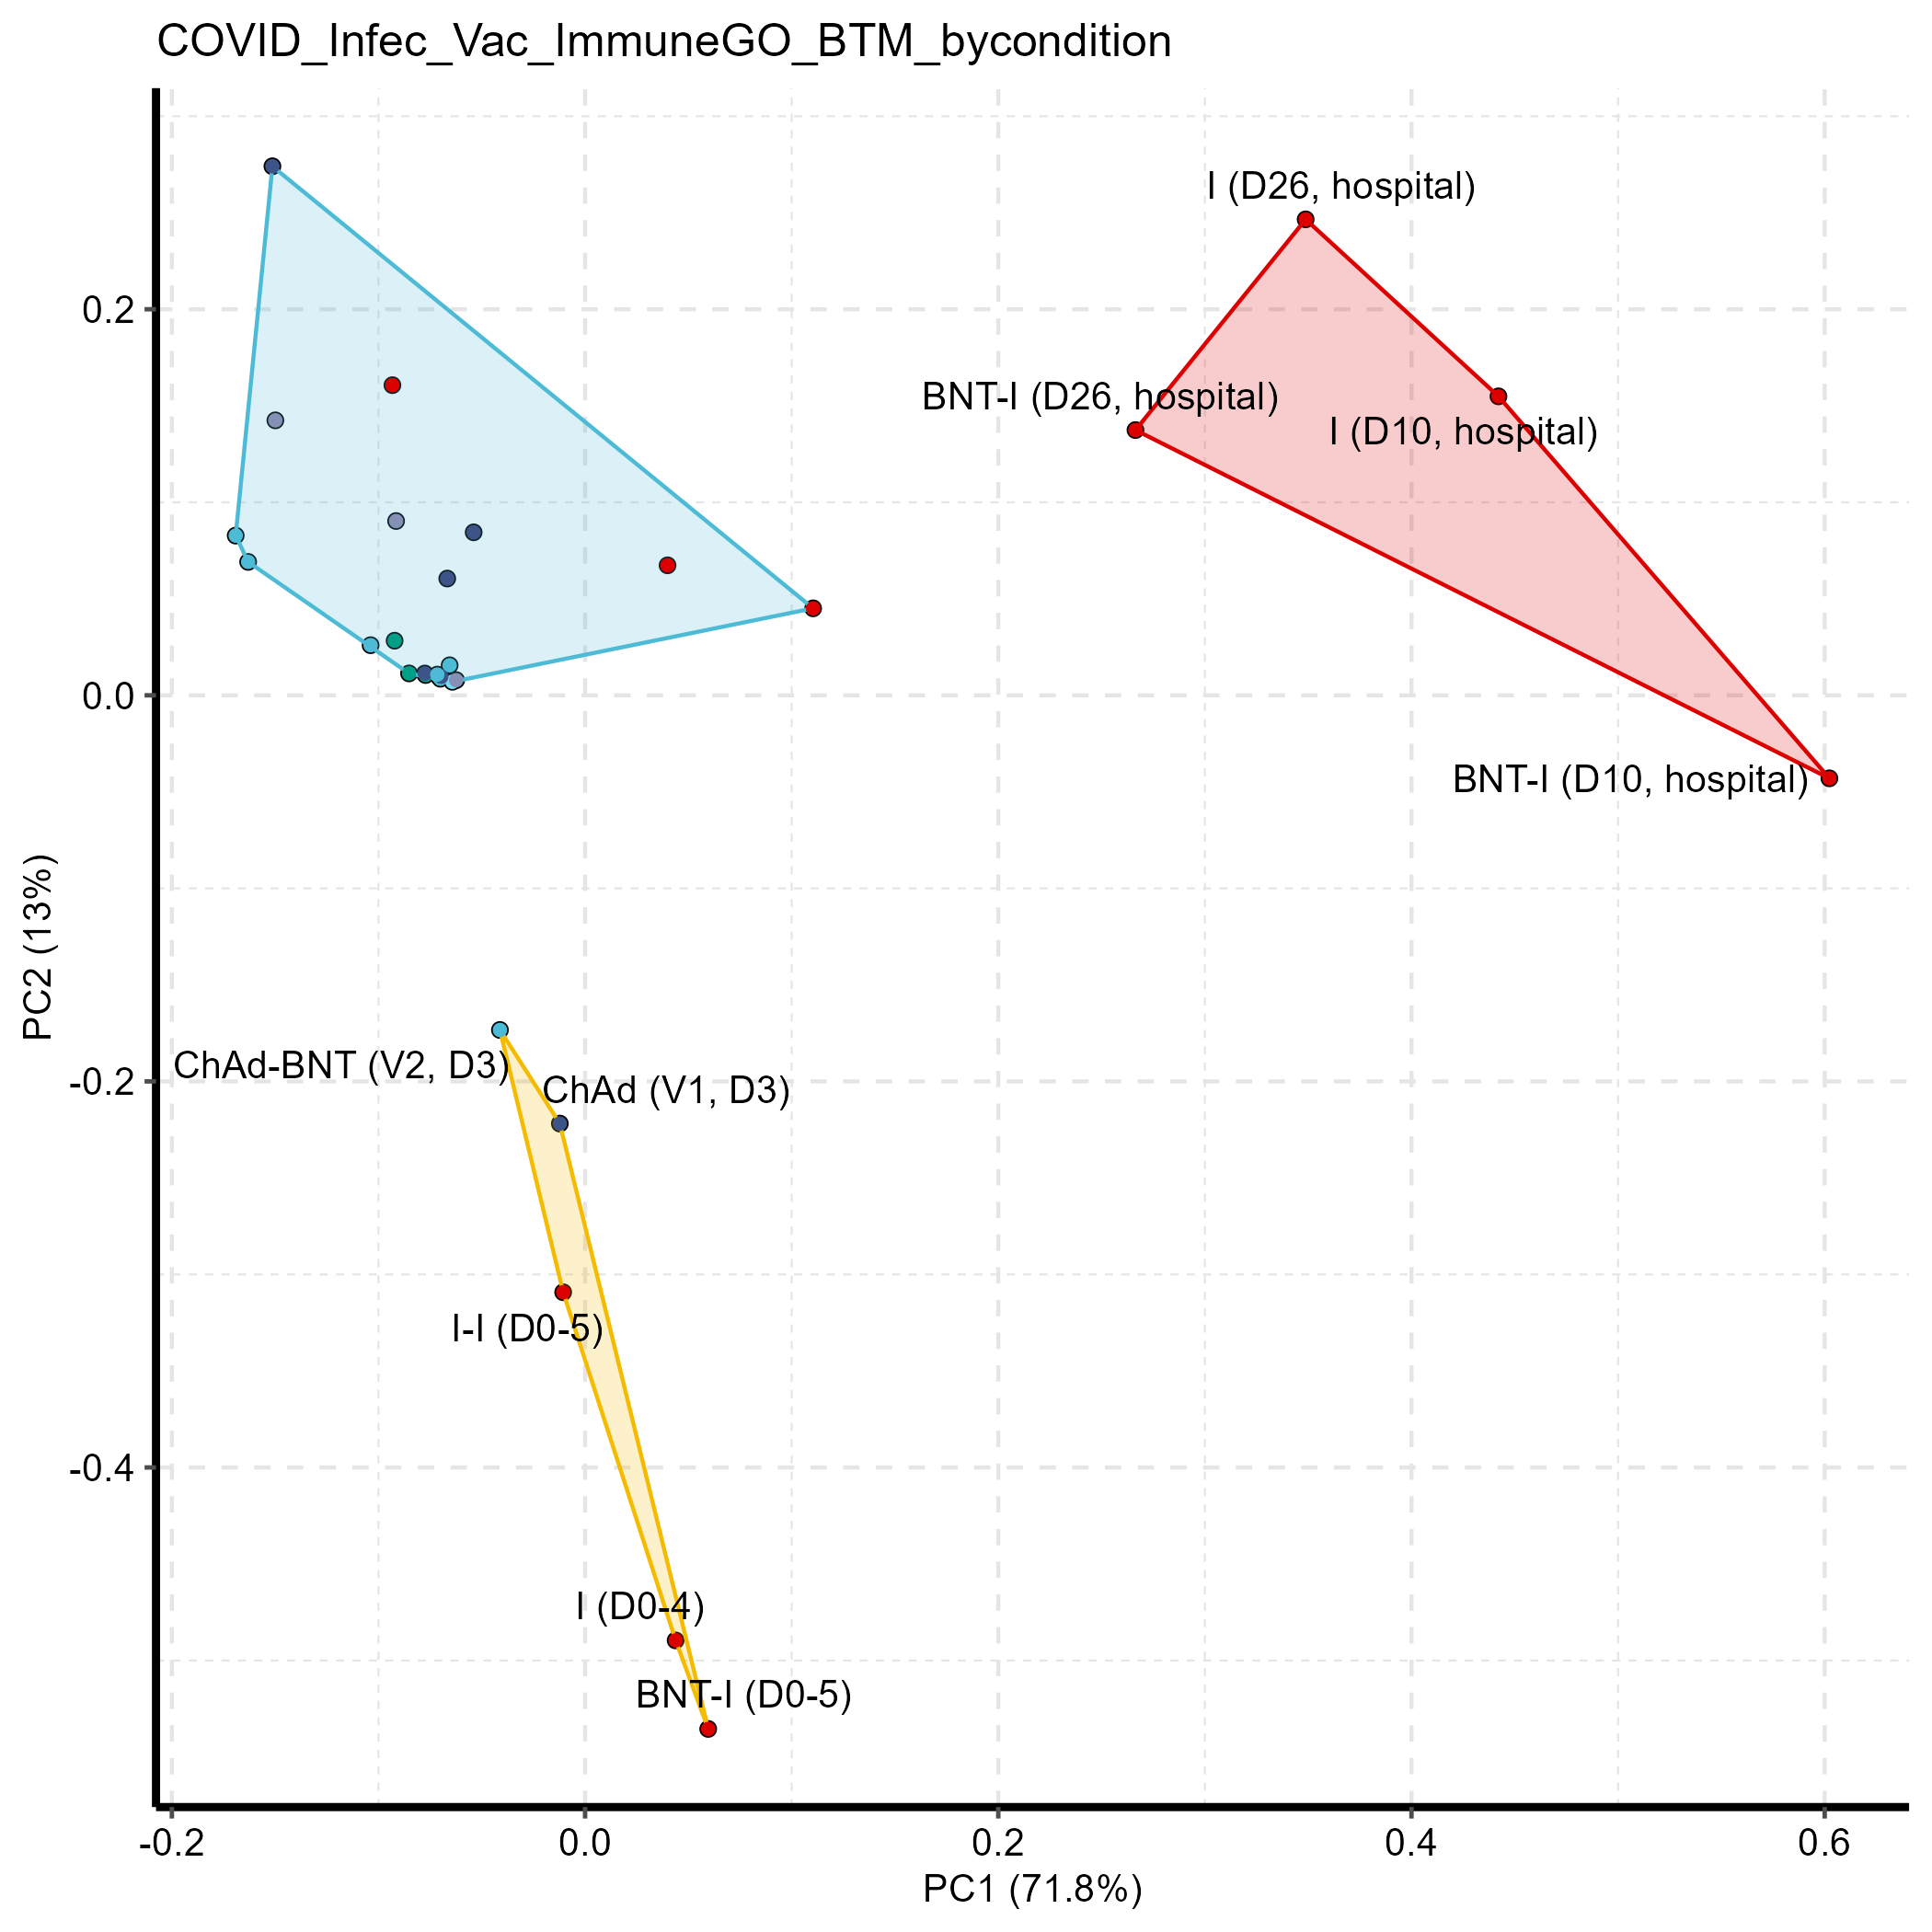 COVID_Infec_Vac_ImmuneGO_BTM_bycondition
I (D26, hospital)
0.2
BNT-I (D26, hospital)
I (D10, hospital)
0.0
BNT-I (D10, hospital)
PC2 (13%)
ChAd-BNT (V2, D3)
-0.2
ChAd (V1, D3)
I-I (D0-5)
-0.4
I (D0-4)
BNT-I (D0-5)
-0.2 0.0 0.2 0.4 0.6
PC1 (71.8%)